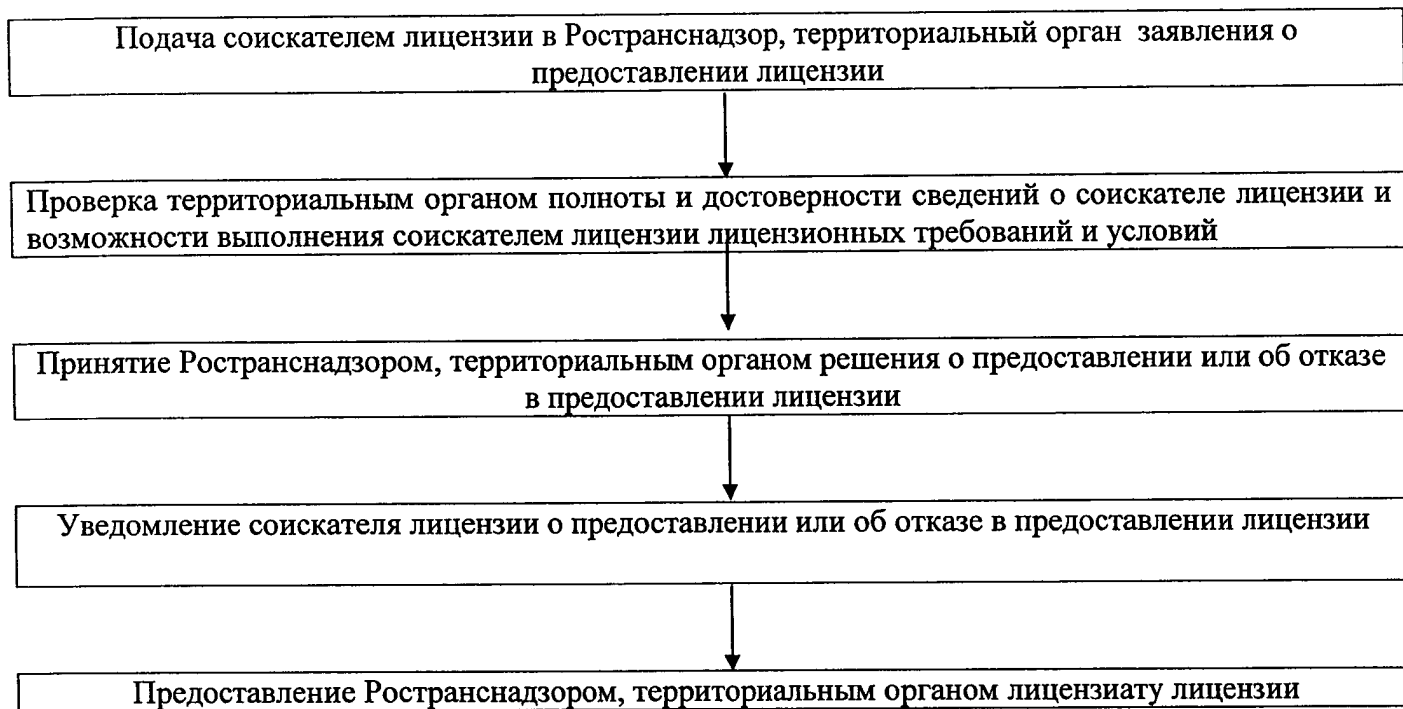 Подача соискателем лицензии в Ространснадзор, территориальный орган заявления о
предоставлении лицензии
Проверка территориальным органом полноты и достоверности сведений о соискателе лицензии и
возможности выполнения соискателем лицензии лицензионных требований и условий
Принятие Ространснадзором, территориальным органом решения о предоставлении или об отказе
в предоставлении лицензии
Уведомление соискателя лицензии о предоставлении или об отказе в предоставлении лицензии
Предоставление Ространснадзором, территориальным органом лицензиату лицензии